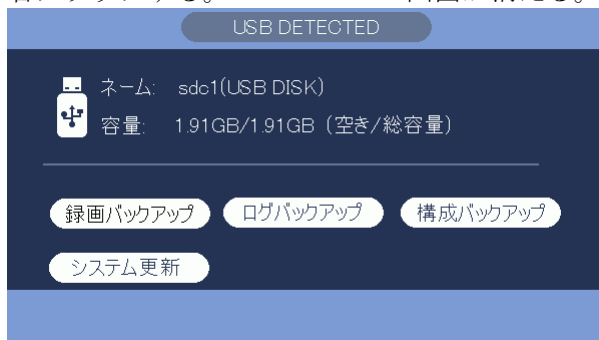 USB DETECTED
ネーム: sdc1(USB DISK)
容量: 1.91GB/1.91GB（空き/総容量）
録画バックアップ ログバックアップ 構成バックアップ
システム更新